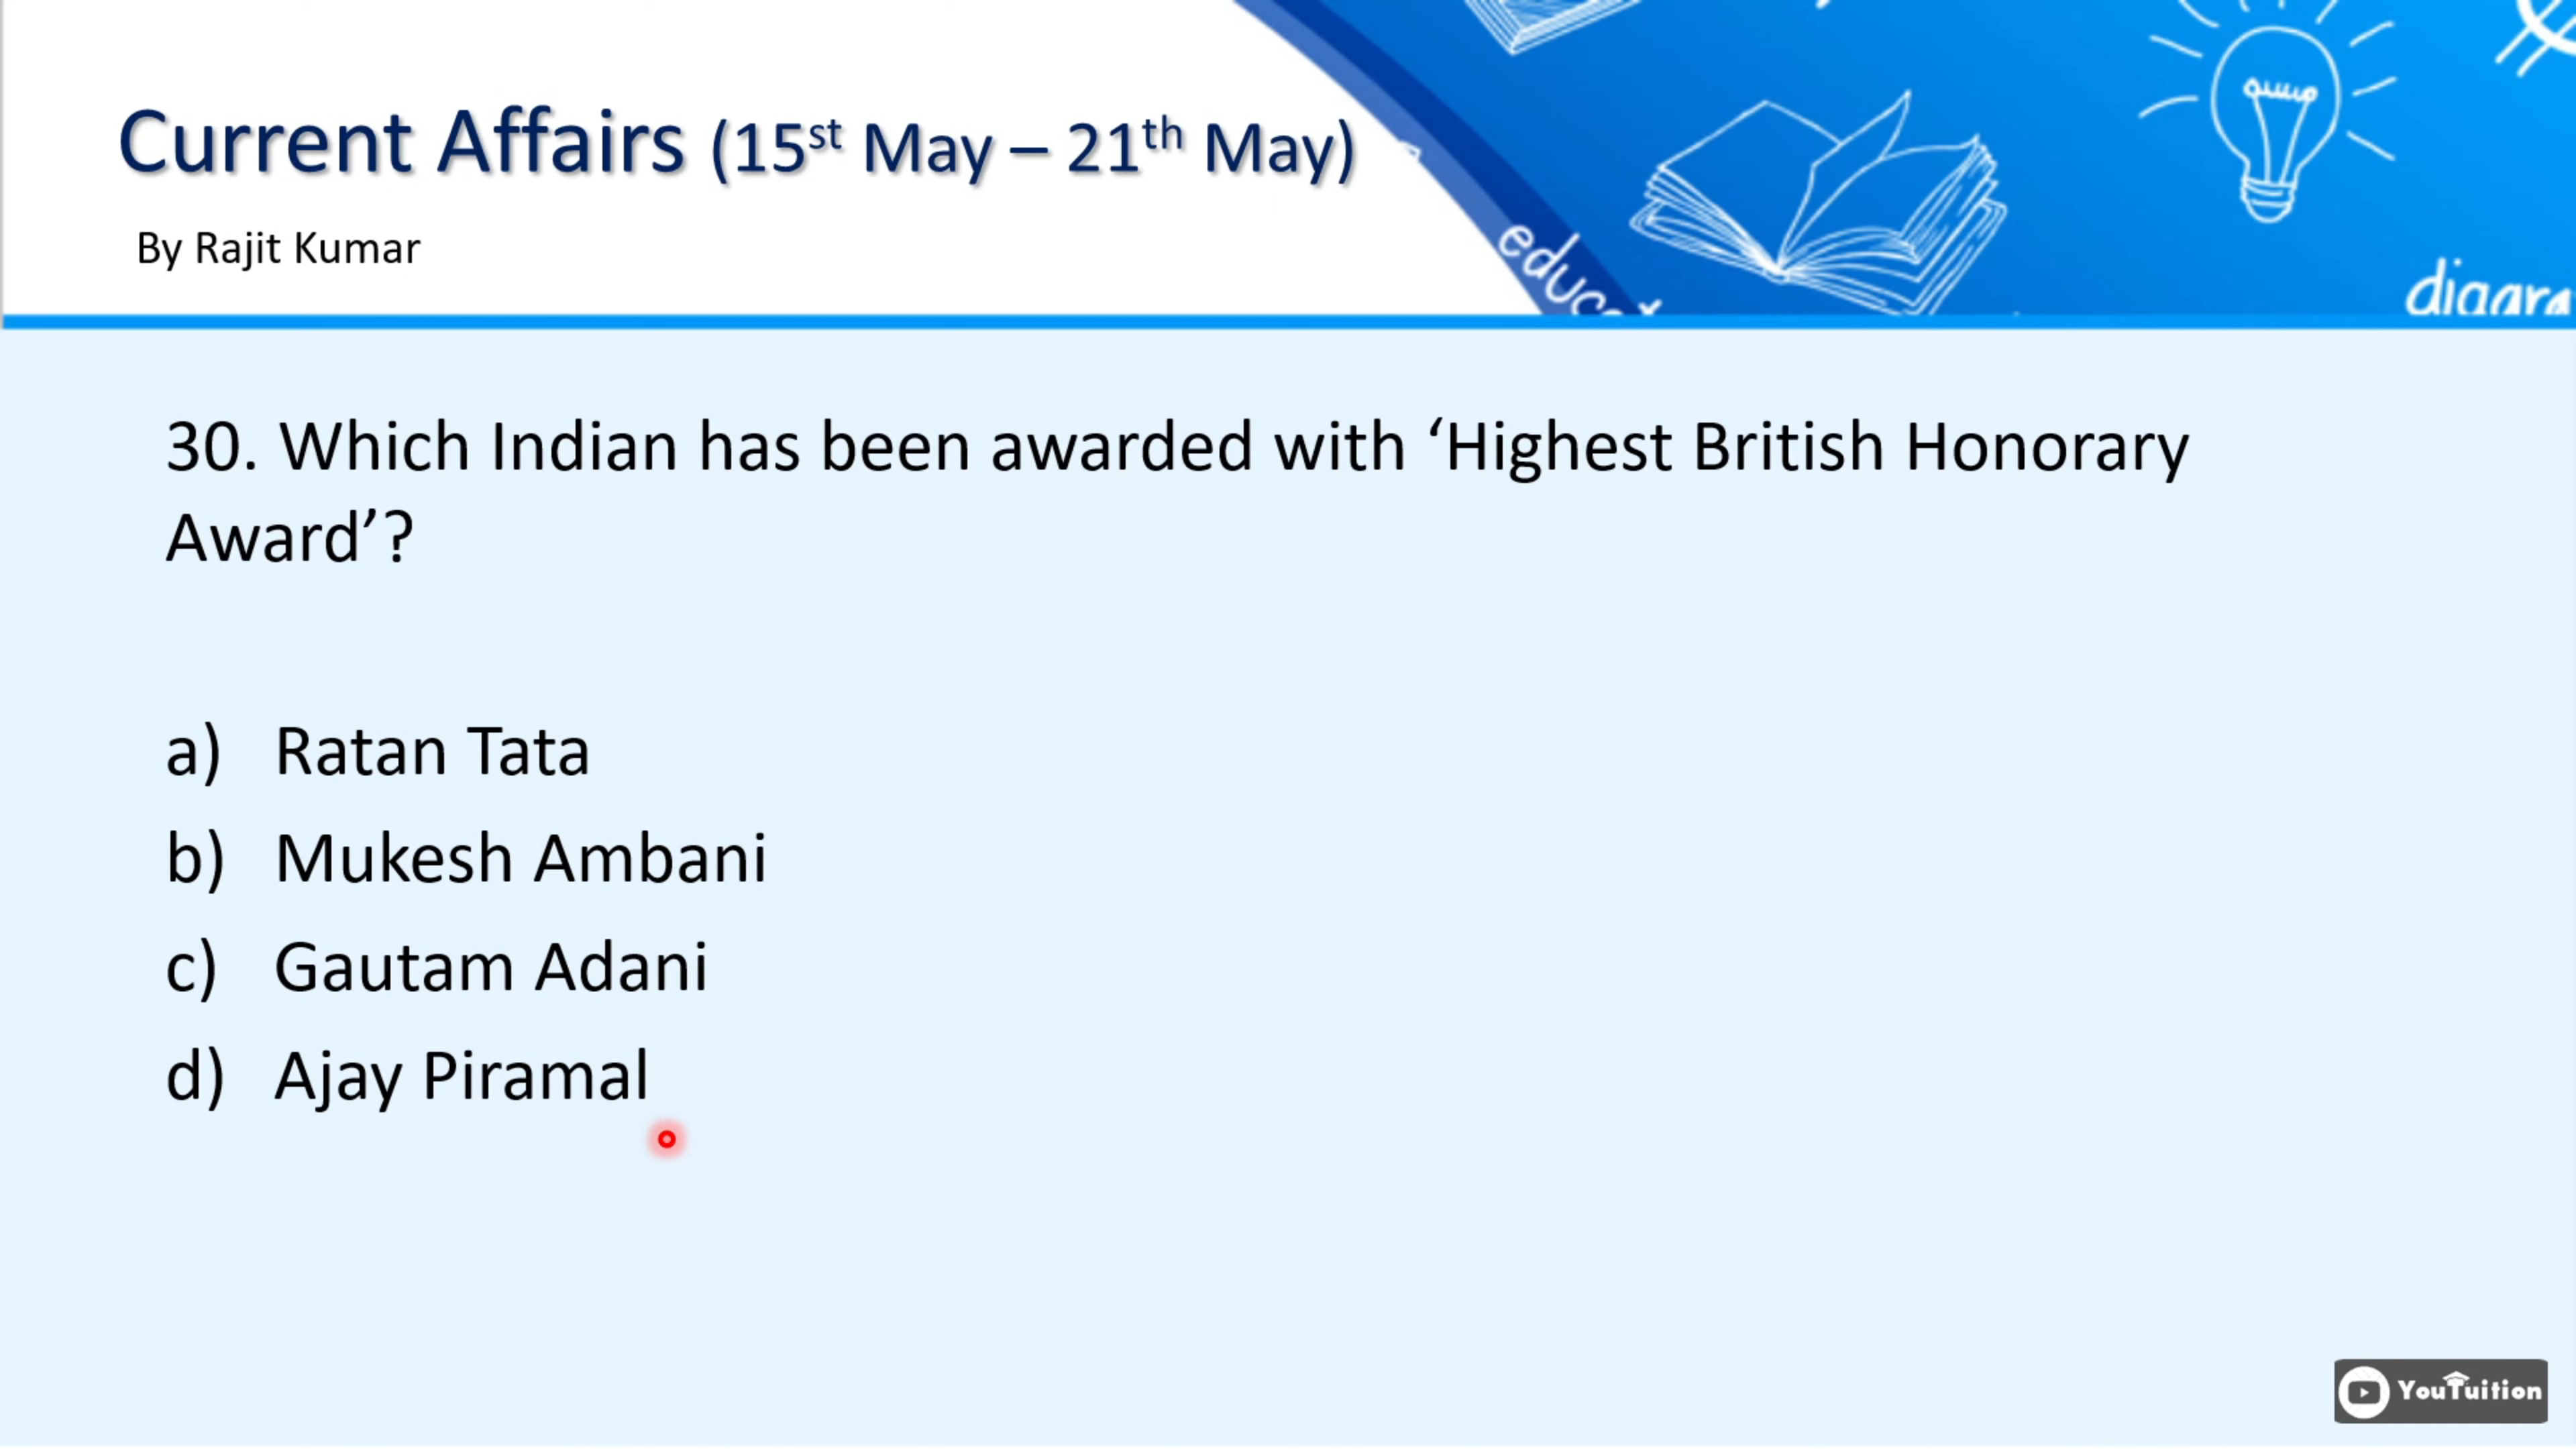 Current Affairs (15st May – 21th May)
By Rajit Kumar
30. Which Indian has been awarded with ‘Highest British Honorary
Award’?
a) Ratan Tata
b) Mukesh Ambani
c) Gautam Adani
d) Ajay Piramal
YouTuition